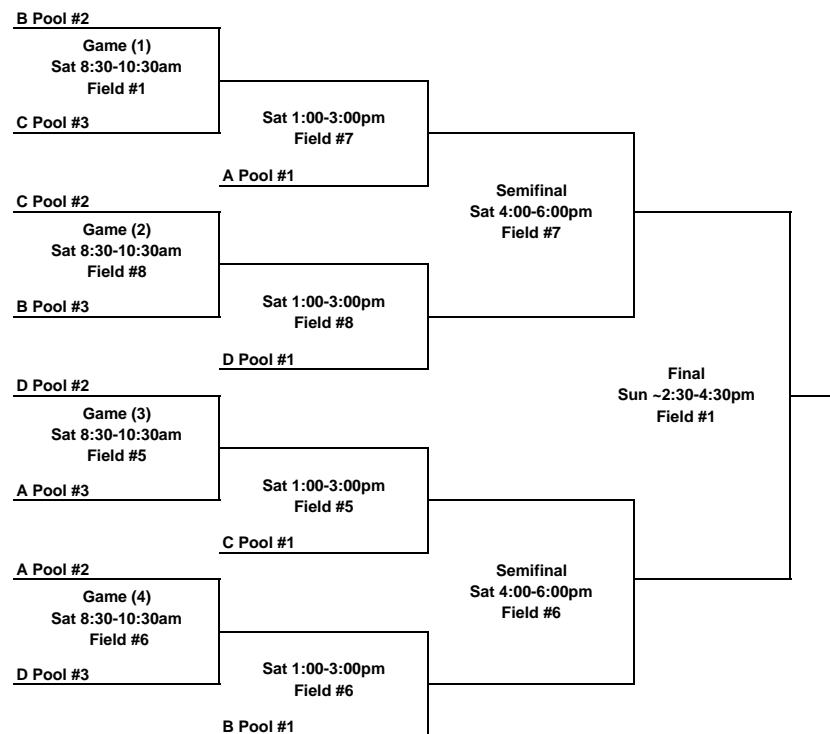 B Pool #2
Game (1)
Sat 8:30-10:30am
Field #1
C Pool #3
Sat 1:00-3:00pm
Field #7
A Pool #1
C Pool #2
Game (2)
Sat 8:30-10:30am
Field #8
B Pool #3
Sat 1:00-3:00pm
Field #8
D Pool #1
Semifinal
Sat 4:00-6:00pm
Field #7
D Pool #2
Game (3)
Sat 8:30-10:30am
Field #5
A Pool #3
Sat 1:00-3:00pm
Field #5
C Pool #1
A Pool #2
Game (4)
Sat 8:30-10:30am
Field #6
D Pool #3
Sat 1:00-3:00pm
Field #6
B Pool #1
Semifinal
Sat 4:00-6:00pm
Field #6
Final
Sun ~2:30-4:30pm
Field #1